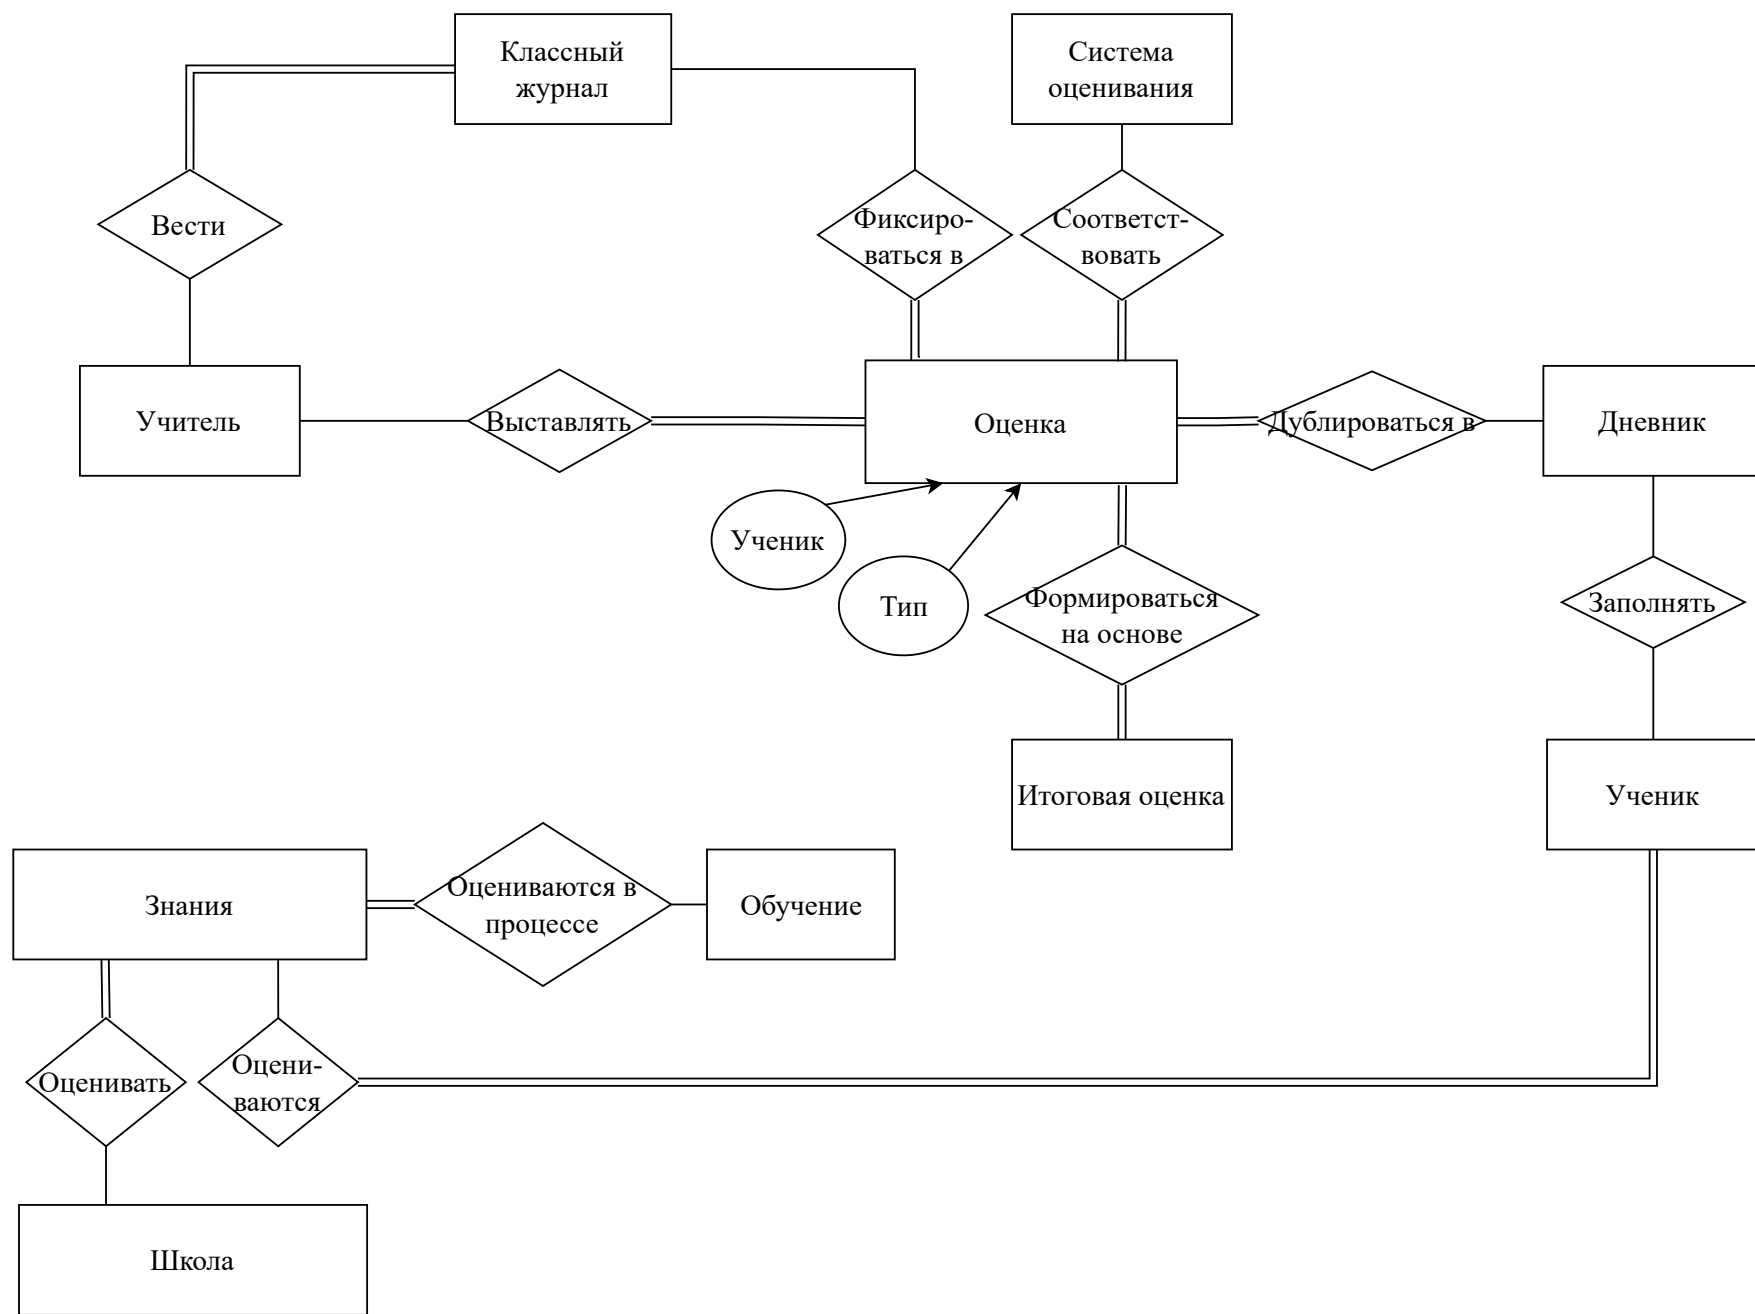 Классный
журнал
Система
оценивания
Вести
Фиксиро-
ваться в
Соответст-
вовать
Учитель
Выставлять
Оценка
Дублироваться в
Дневник
Ученик
Тип
Формироваться
на основе
Заполнять
Итоговая оценка
Ученик
Знания
Оцениваются в
процессе
Обучение
Оценивать
Оцени-
ваются
Школа